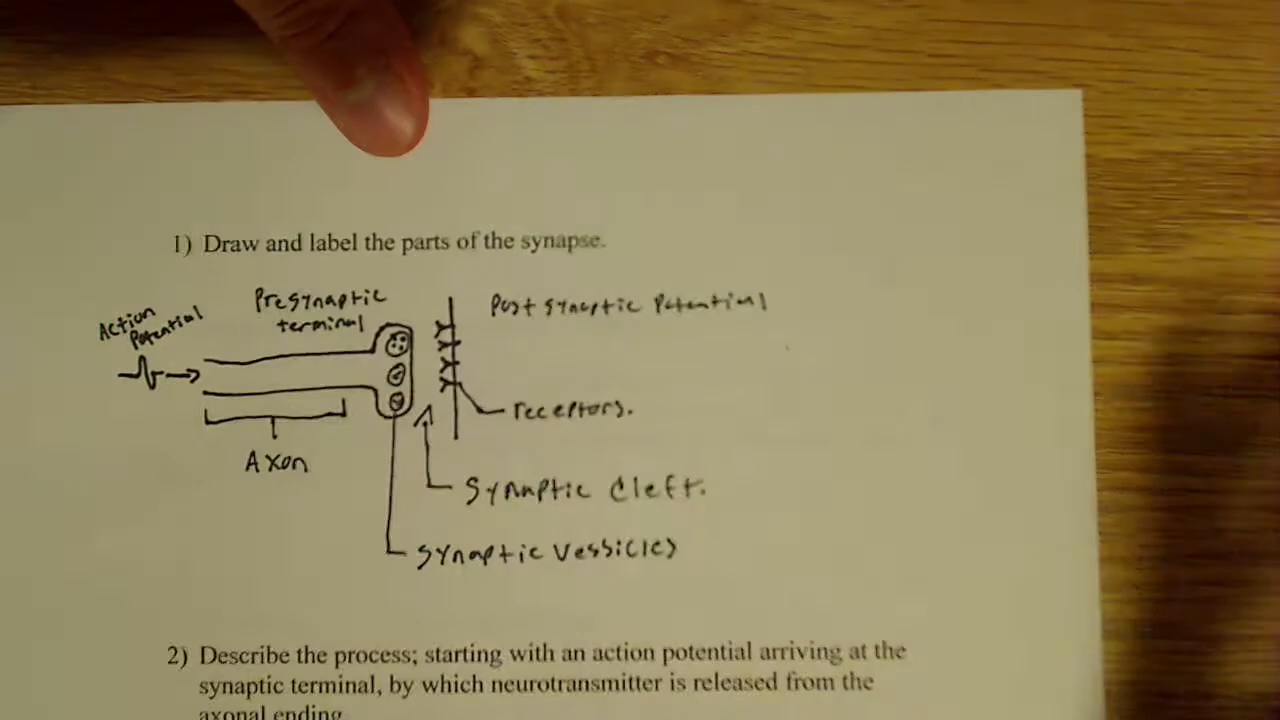 1) Draw and label the parts of the synapse.
Action
Potential
Presynaptic
terminal
Post synaptic Potential
receptors.
Axon
Synaptic Cleft.
Synaptic Vessicles
2) Describe the process; starting with an action potential arriving at the
synaptic terminal, by which neurotransmitter is released from the
axonal ending.